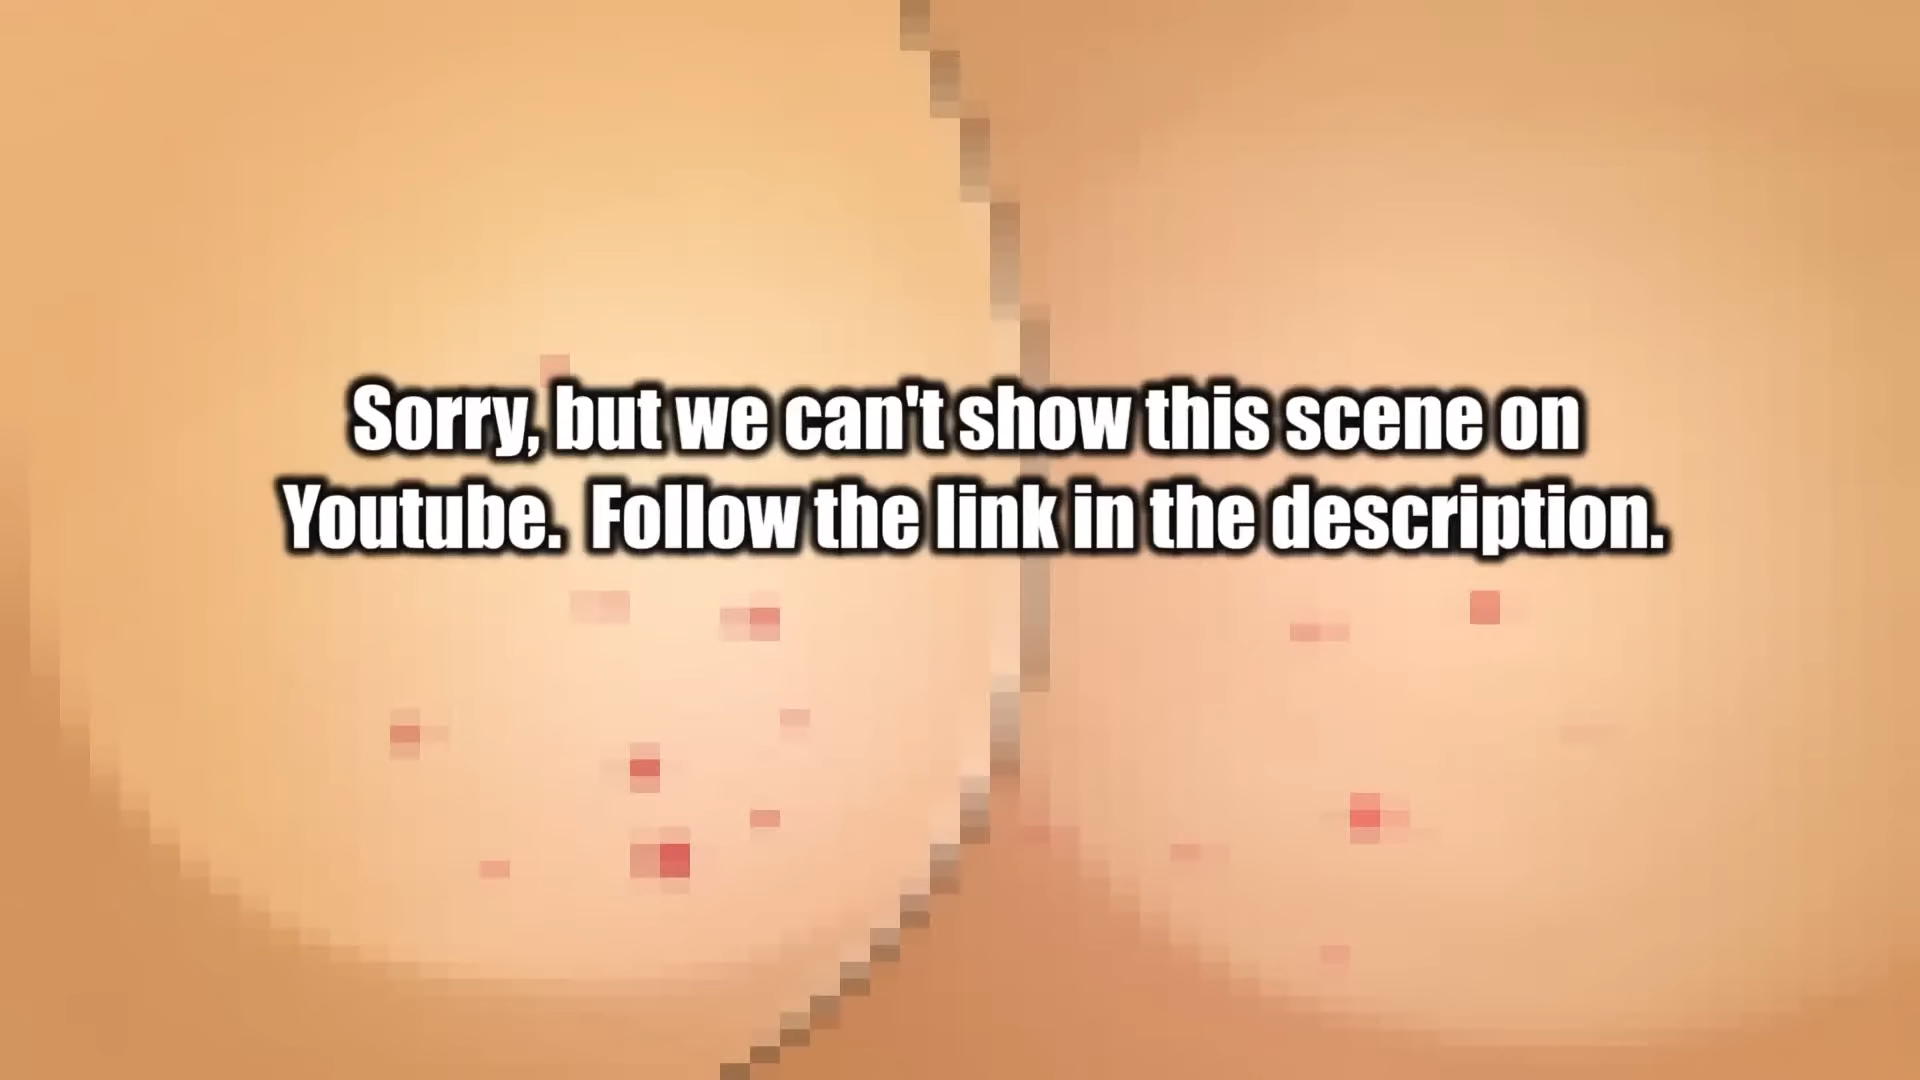 Sorry, but we can't show this scene on
Youtube.  Follow the link in the description.